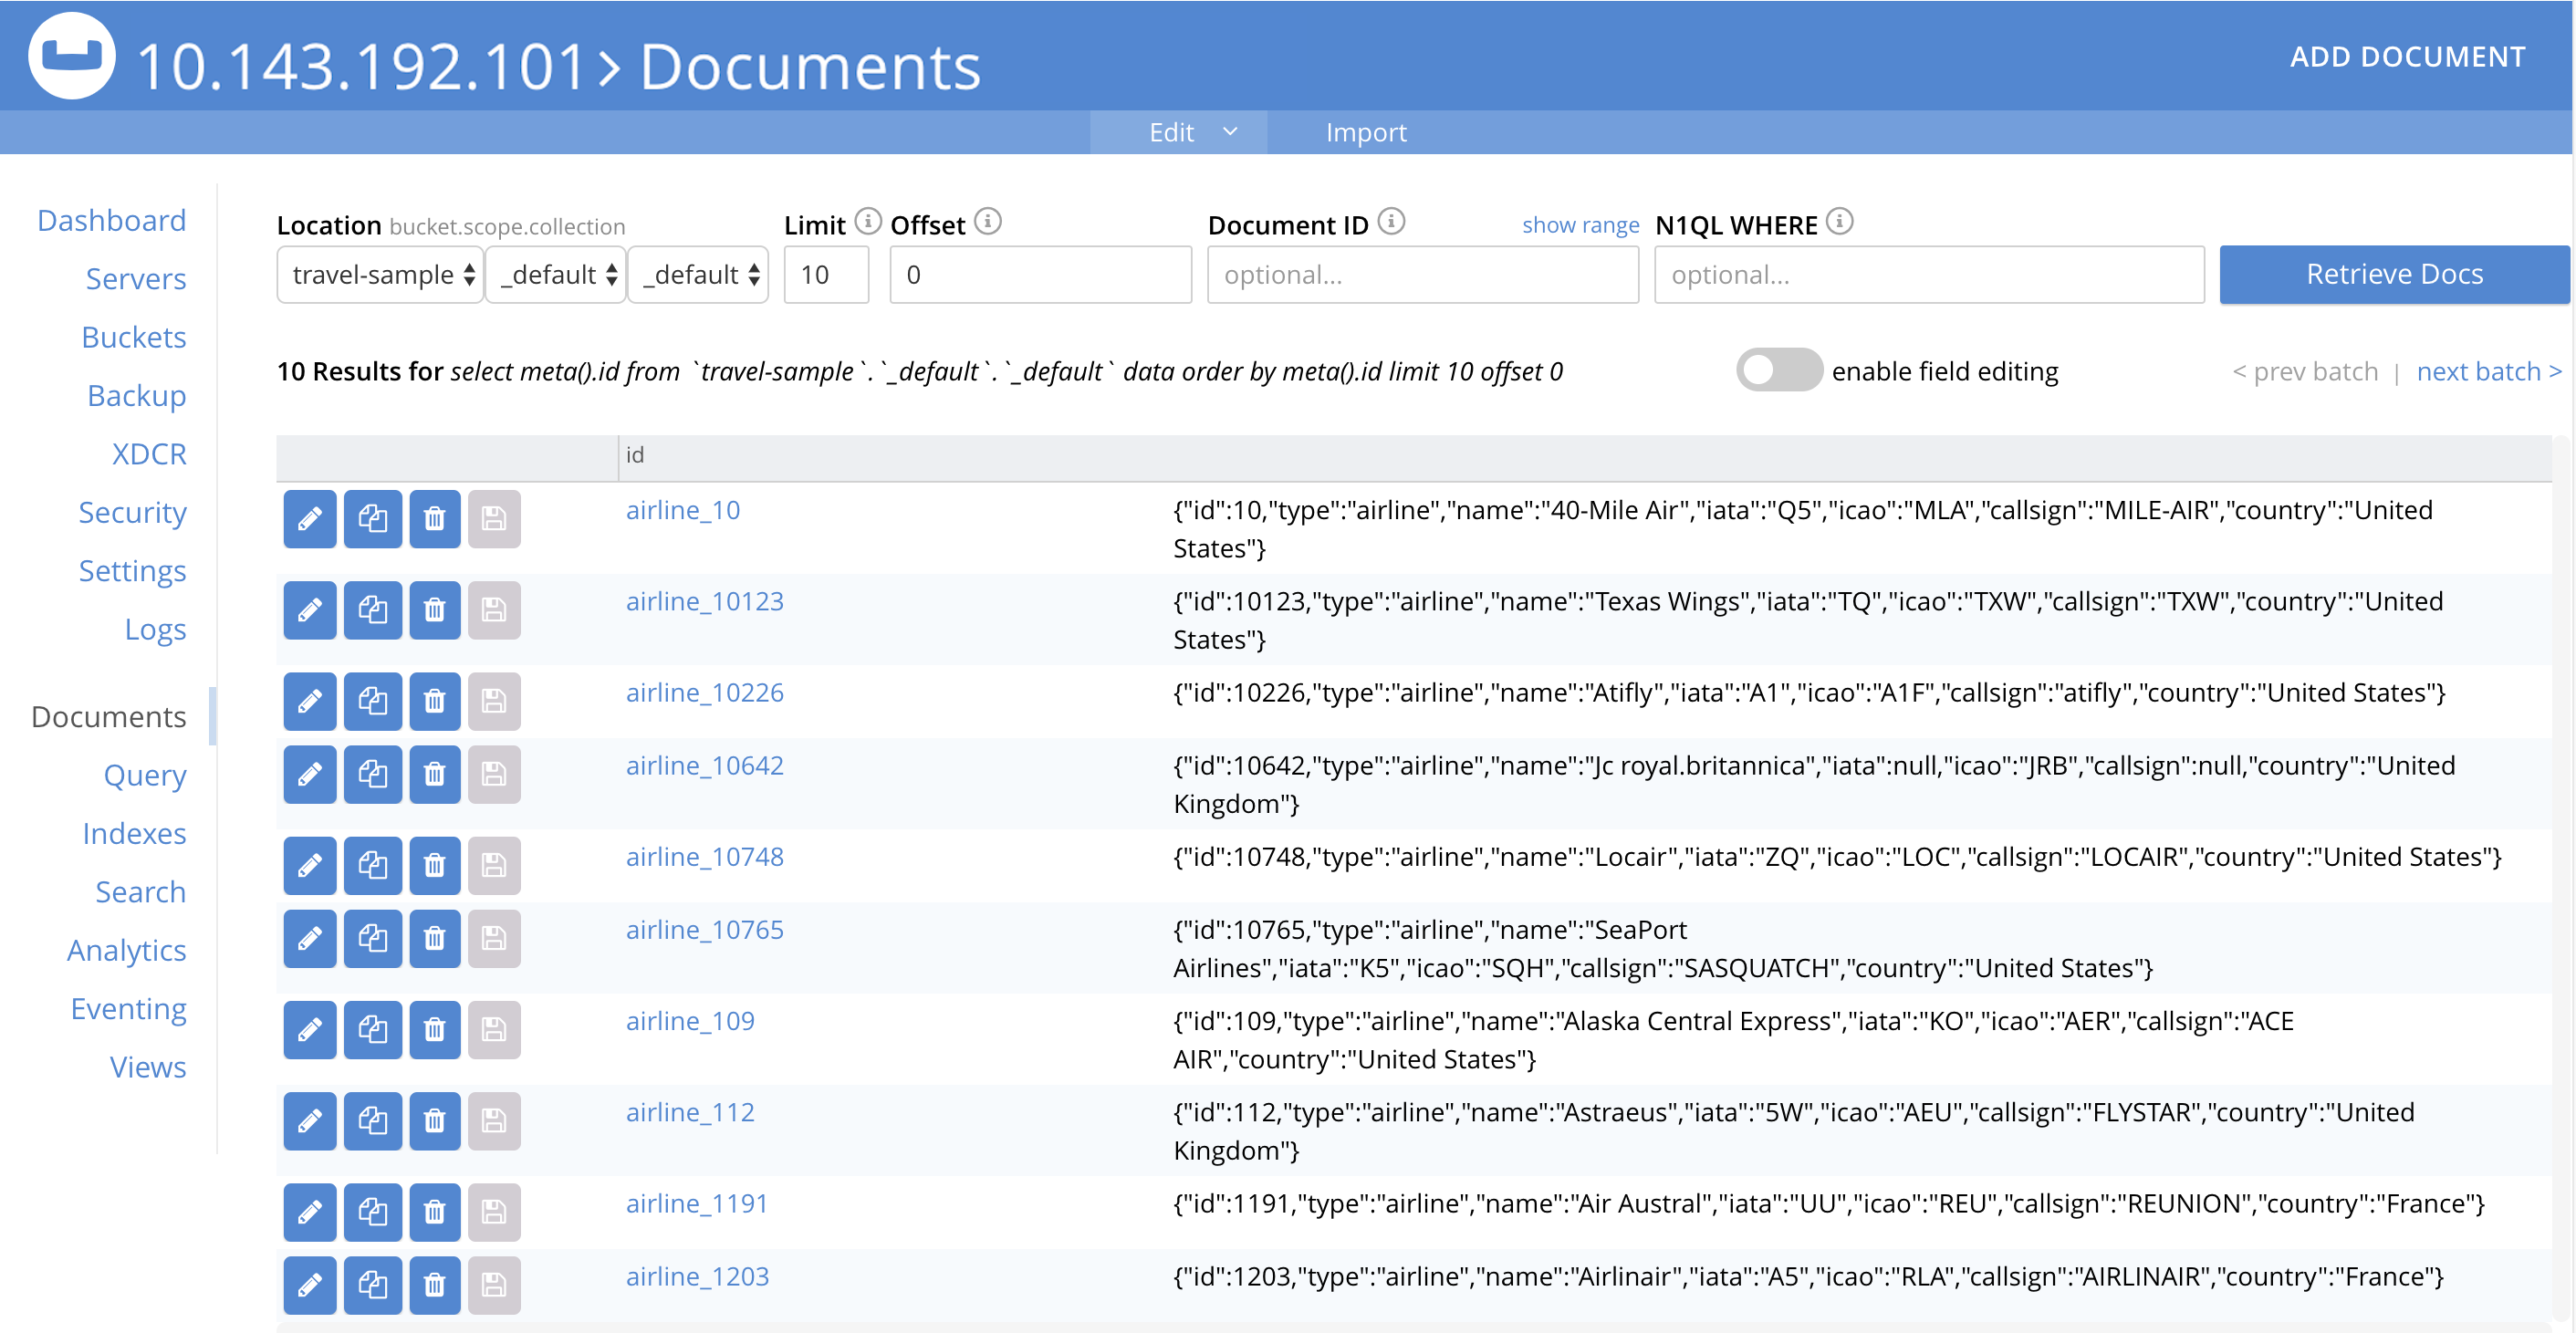 10.143.192.101 > Documents
ADD DOCUMENT
Edit
Import
Dashboard
Servers
Buckets
Backup
XDCR
Security
Settings
Logs
Documents
Query
Indexes
Search
Analytics
Eventing
Views
Location bucket.scope.collection
Limit
Offset
Document ID
show range
N1QL WHERE
travel-sample
_default
_default
10
0
optional...
optional...
Retrieve Docs
10 Results for select meta().id from `travel-sample`.`_default`.`_default` data order by meta().id limit 10 offset 0
enable field editing
< prev batch | next batch >
id
airline_10
{"id":10,"type":"airline","name":"40-Mile Air","iata":"Q5","icao":"MLA","callsign":"MILE-AIR","country":"United
States"}
airline_10123
{"id":10123,"type":"airline","name":"Texas Wings","iata":"TQ","icao":"TXW","callsign":"TXW","country":"United
States"}
airline_10226
{"id":10226,"type":"airline","name":"Atifly","iata":"A1","icao":"A1F","callsign":"atifly","country":"United States"}
airline_10642
{"id":10642,"type":"airline","name":"Jc royal.britannica","iata":null,"icao":"JRB","callsign":null,"country":"United
Kingdom"}
airline_10748
{"id":10748,"type":"airline","name":"Locair","iata":"ZQ","icao":"LOC","callsign":"LOCAIR","country":"United States"}
airline_10765
{"id":10765,"type":"airline","name":"SeaPort
Airlines","iata":"K5","icao":"SQH","callsign":"SASQUATCH","country":"United States"}
airline_109
{"id":109,"type":"airline","name":"Alaska Central Express","iata":"KO","icao":"AER","callsign":"ACE
AIR","country":"United States"}
airline_112
{"id":112,"type":"airline","name":"Astraeus","iata":"5W","icao":"AEU","callsign":"FLYSTAR","country":"United
Kingdom"}
airline_1191
{"id":1191,"type":"airline","name":"Air Austral","iata":"UU","icao":"REU","callsign":"REUNION","country":"France"}
airline_1203
{"id":1203,"type":"airline","name":"Airlinair","iata":"A5","icao":"RLA","callsign":"AIRLINAIR","country":"France"}